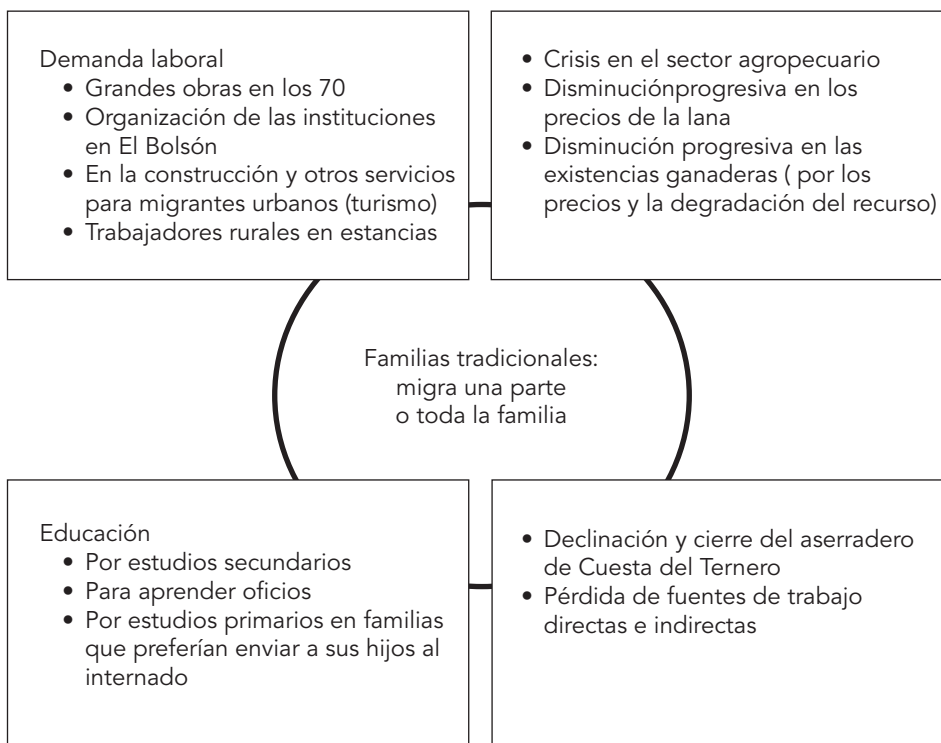 Demanda laboral
• Grandes obras en los 70
• Organización de las instituciones
en El Bolsón
• En la construcción y otros servicios
para migrantes urbanos (turismo)
• Trabajadores rurales en estancias
• Crisis en el sector agropecuario
• Disminuciónprogresiva en los
precios de la lana
• Disminución progresiva en las
existencias ganaderas ( por los
precios y la degradación del recurso)
Familias tradicionales:
migra una parte
o toda la familia
Educación
• Por estudios secundarios
• Para aprender oficios
• Por estudios primarios en familias
que preferían enviar a sus hijos al
internado
• Declinación y cierre del aserradero
de Cuesta del Ternero
• Pérdida de fuentes de trabajo
directas e indirectas